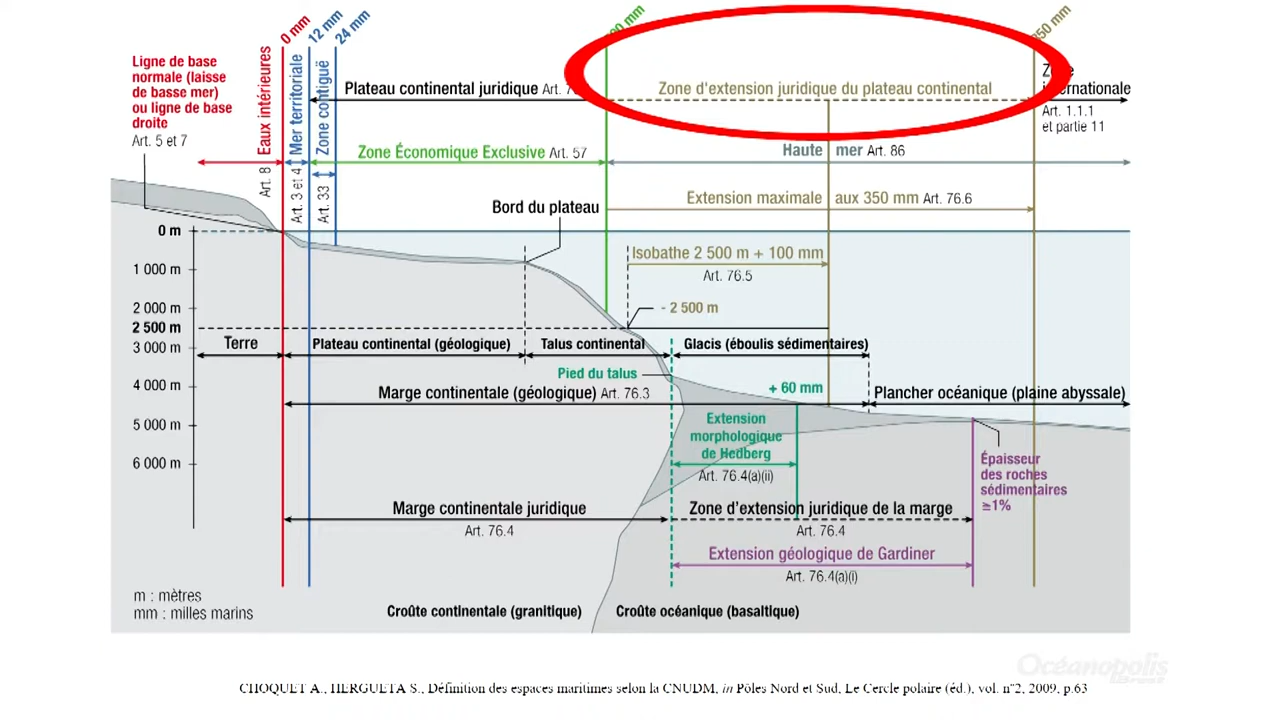 0 mm
12 mm
24 mm
Ligne de base
normale (laisse
de basse mer)
ou ligne de base
droite
Art. 5 et 7
Eaux intérieures
Art. 8
Mer territoriale
Art. 3 et 4
Zone contiguë
Art. 33
Plateau continental juridique Art.
Zone d'extension juridique du plateau continental
internationale
Art. 1.1.1
et partie 11
Zone Économique Exclusive Art. 57
Haute mer Art. 86
Extension maximale aux 350 mm Art. 76.6
Bord du plateau
0 m
1 000 m
2 000 m
2 500 m
3 000 m
4 000 m
5 000 m
6 000 m
Isobathe 2 500 m + 100 mm
Art. 76.5
- 2 500 m
Terre
Plateau continental (géologique)
Talus continental
Glacis (éboulis sédimentaires)
Pied du talus
+ 60 mm
Marge continentale (géologique) Art. 76.3
Plancher océanique (plaine abyssale)
Extension
morphologique
de Hedberg
Art. 76.4(a)(ii)
Épaisseur
des roches
sédimentaires
≥1%
Marge continentale juridique
Art. 76.4
Zone d'extension juridique de la marge
Art. 76.4
Extension géologique de Gardiner
Art. 76.4(a)(i)
m : mètres
mm : milles marins
Croûte continentale (granitique)
Croûte océanique (basaltique)
Océanopolis
Brest
CHOQUET A., HERGUETA S., Définition des espaces maritimes selon la CNUDM, in Pôles Nord et Sud, Le Cercle polaire (éd.), vol. n°2, 2009, p.63